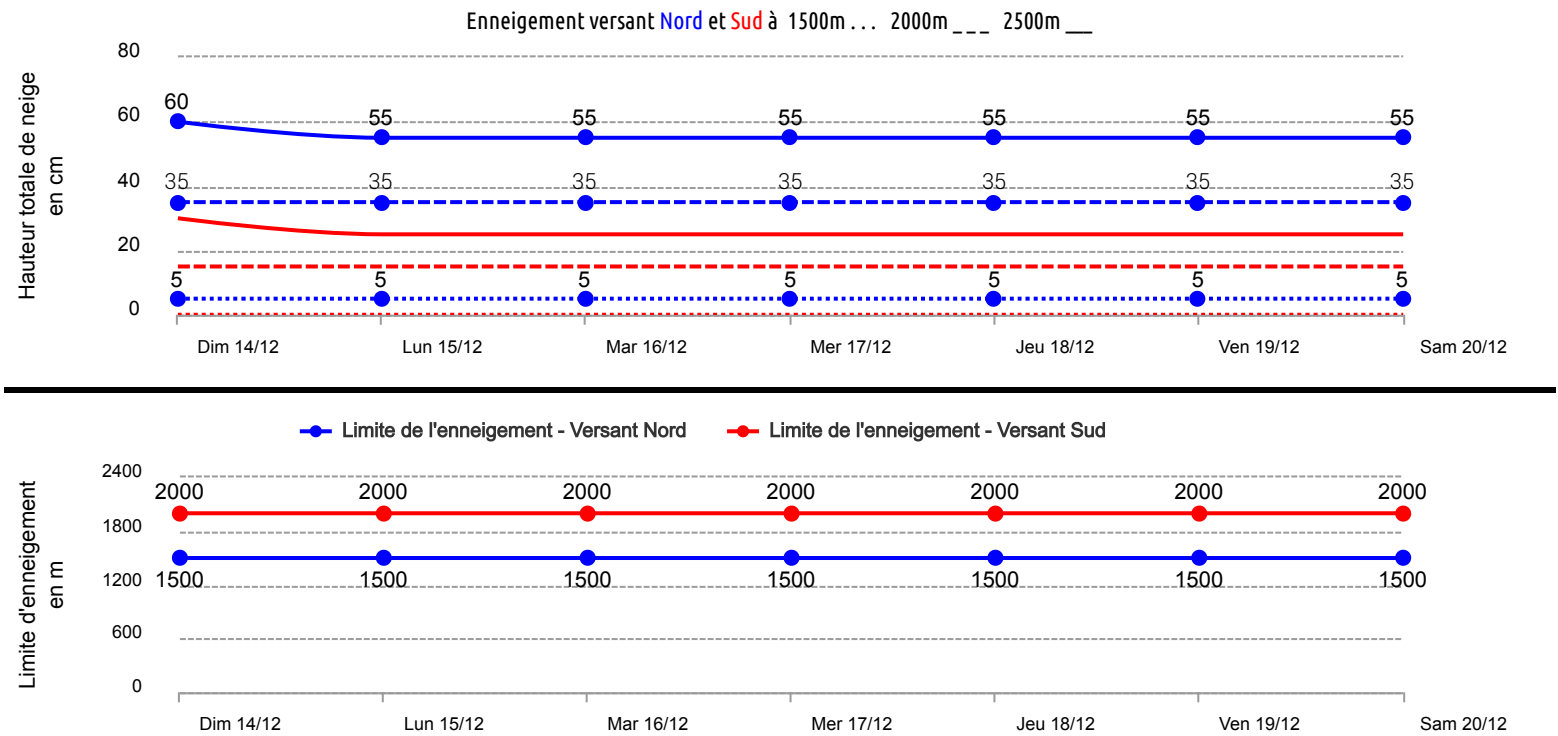 Enneigement versant Nord et Sud à 1500m . . . 2000m _ _ _ 2500m __
Hauteur totale de neige
en cm
80
60
40
20
0
60 55 55 55 55 55 55
35 35 35 35 35 35 35
5 5 5 5 5 5 5
Dim 14/12 Lun 15/12 Mar 16/12 Mer 17/12 Jeu 18/12 Ven 19/12 Sam 20/12
Limite de l'enneigement - Versant Nord Limite de l'enneigement - Versant Sud
Limite d'enneigement
en m
2400
1800
1200
600
0
2000 2000 2000 2000 2000 2000 2000
1500 1500 1500 1500 1500 1500 1500
Dim 14/12 Lun 15/12 Mar 16/12 Mer 17/12 Jeu 18/12 Ven 19/12 Sam 20/12